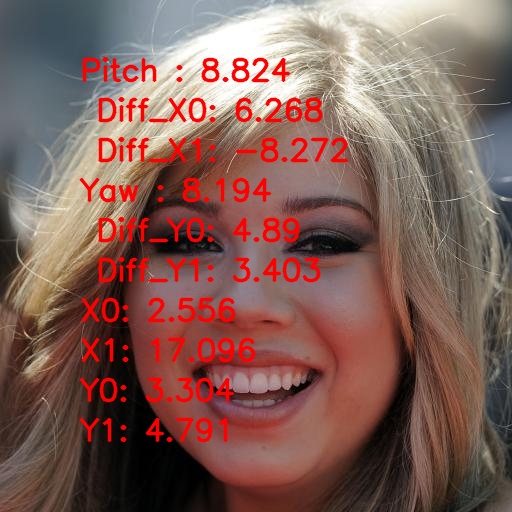 Pitch : 8.824
Diff_X0: 6.268
Diff_X1: -8.272
Yaw : 8.194
Diff_Y0: 4.89
Diff_Y1: 3.403
X0: 2.556
X1: 17.096
Y0: 3.304
Y1: 4.791